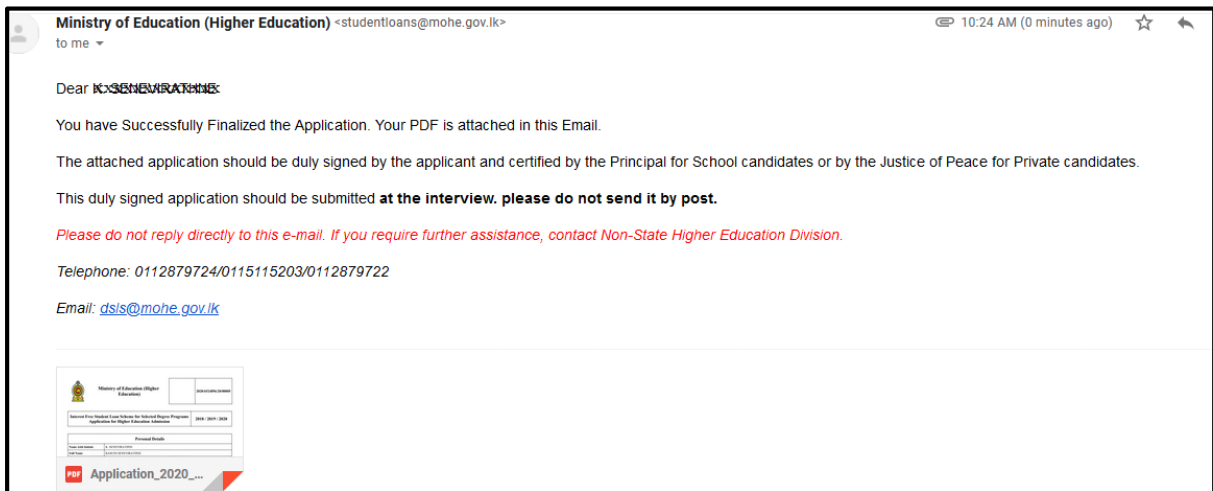 Ministry of Education (Higher Education) <studentloans@mohe.gov.lk>
10:24 AM (0 minutes ago)
to me
Dear
You have Successfully Finalized the Application. Your PDF is attached in this Email.
The attached application should be duly signed by the applicant and certified by the Principal for School candidates or by the Justice of Peace for Private candidates.
This duly signed application should be submitted at the interview. please do not send it by post.
Please do not reply directly to this e-mail. If you require further assistance, contact Non-State Higher Education Division.
Telephone: 0112879724/0115115203/0112879722
Email: dsls@mohe.gov.lk
Ministry of Education (Higher
Education)
Interest Free Student Loan Scheme for Selected Degree Programs
Application for Higher Education Admission
2018 / 2019 / 2020
Personal Details
Name with Initials
Full Name
PDF Application_2020_...